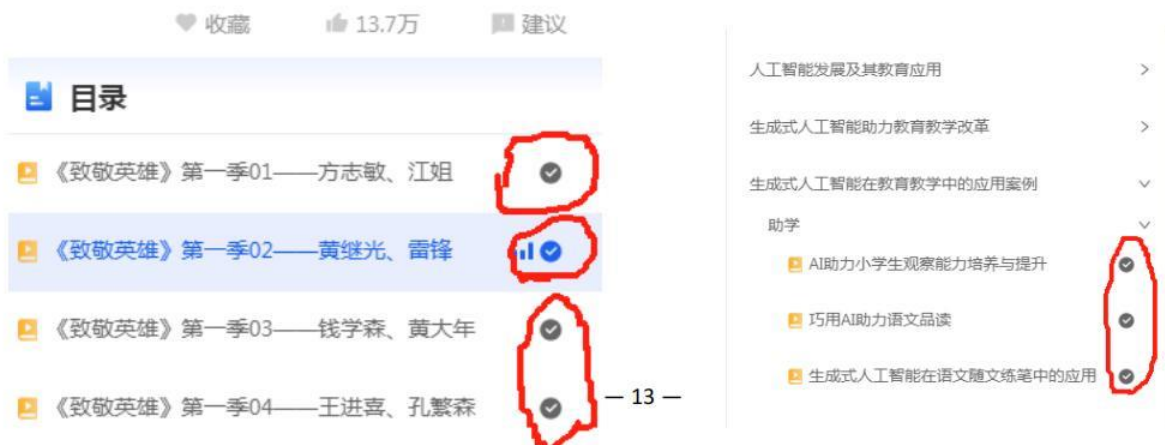 收藏 13.7万 建议
目录
《致敬英雄》第一季01——方志敏、江姐
《致敬英雄》第一季02——黄继光、雷锋
《致敬英雄》第一季03——钱学森、黄大年
《致敬英雄》第一季04——王进喜、孔繁森
— 13 —
人工智能发展及其教育应用
生成式人工智能助力教育教学改革
生成式人工智能在教育教学中的应用案例
助学
AI助力小学生观察能力培养与提升
巧用AI助力语文品读
生成式人工智能在语文随文练笔中的应用